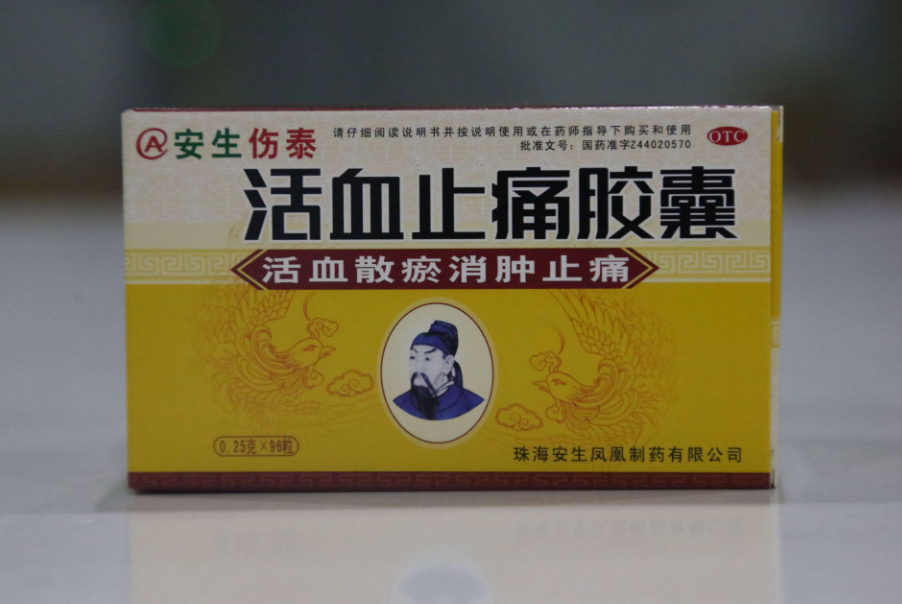 安生伤泰
请仔细阅读说明书并按说明使用或在药师指导下购买和使用
批准文号：国药准字Z44020570
OTC
活血止痛胶囊
活血散瘀消肿止痛
0.25克×96粒
珠海安生凤凰制药有限公司